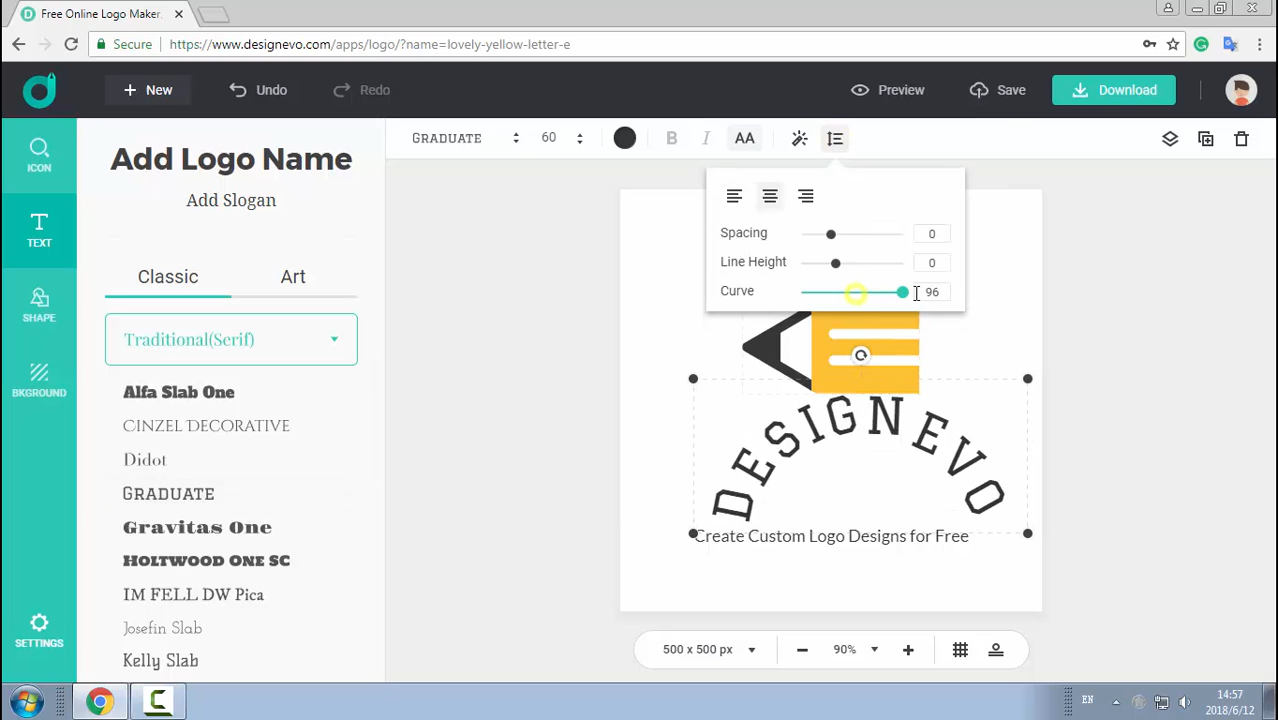 Free Online Logo Maker,
Secure
https://www.designevo.com/apps/logo/?name=lovely-yellow-letter-e
New
Undo
Redo
Preview
Save
Download
ICON
TEXT
SHAPE
BKGROUND
SETTINGS
Add Logo Name
Add Slogan
Classic
Art
Traditional(Serif)
Alfa Slab One
CINZEL DECORATIVE
Didot
GRADUATE
Gravitas One
HOLTWOOD ONE SC
IM FELL DW Pica
Josefin Slab
Kelly Slab
GRADUATE
60
B
I
AA
Spacing
0
Line Height
0
Curve
96
AE
DESIGNEVO
Create Custom Logo Designs for Free
500 x 500 px
90%
EN
14:57
2018/6/12